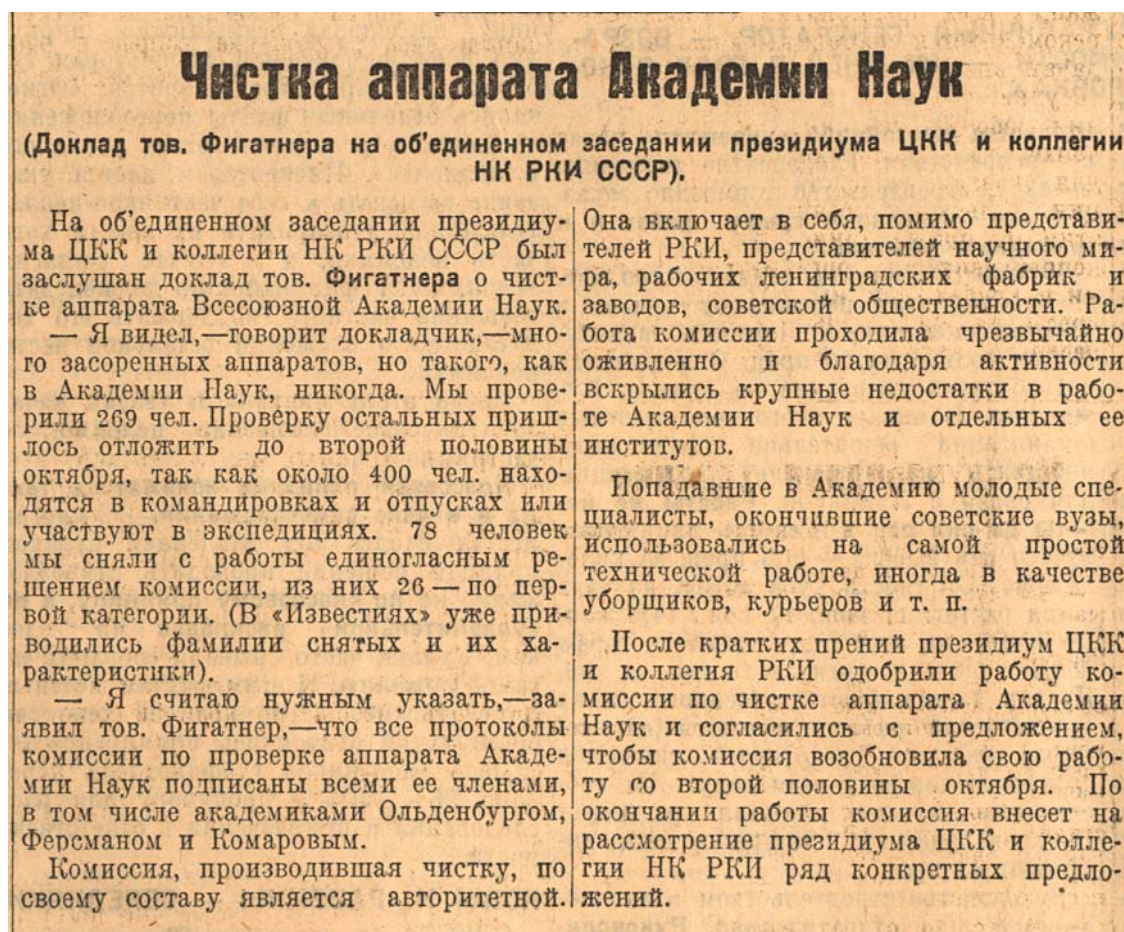 Чистка аппарата Академии Наук
(Доклад тов. Фигатнера на об'единенном заседании президиума ЦКК и коллегии
НК РКИ СССР).
На об'единенном заседании президиу-
ма ЦКК и коллегии НК РКИ СССР был
заслушан доклад тов. Фигатнера о чист-
ке аппарата Всесоюзной Академии Наук.
— Я видел,—говорит докладчик,—мно-
го засоренных аппаратов, но такого, как
в Академии Наук, никогда. Мы прове-
рили 269 чел. Проверку остальных приш-
лось отложить до второй половины
октября, так как около 400 чел. нахо-
дятся в командировках и отпусках или
участвуют в экспедициях. 78 человек
мы сняли с работы единогласным ре-
шением комиссии, из них 26 — по пер-
вой категории. (В «Известиях» уже при-
водились фамилии снятых и их ха-
рактеристики).
— Я считаю нужным указать,—за-
явил тов. Фигатнер,—что все протоколы
комиссии по проверке аппарата Акаде-
мии Наук подписаны всеми ее членами,
в том числе академиками Ольденбургом,
Ферсманом и Комаровым.
Комиссия, производившая чистку, по
своему составу является авторитетной.
Она включает в себя, помимо представи-
телей РКИ, представителей научного ми-
ра, рабочих ленинградских фабрик и
заводов, советской общественности. Ра-
бота комиссии проходила чрезвычайно
оживленно и благодаря активности
вскрылись крупные недостатки в рабо-
те Академии Наук и отдельных ее
институтов.
Попадавшие в Академию молодые спе-
циалисты, окончившие советские вузы,
использовались на самой простой
технической работе, иногда в качестве
уборщиков, курьеров и т. п.
После кратких прений президиум ЦКК
и коллегия РКИ одобрили работу ко-
миссии по чистке аппарата Академии
Наук и согласились с предложением,
чтобы комиссия возобновила свою рабо-
ту со второй половины октября. По
окончании работы комиссия внесет на
рассмотрение президиума ЦКК и колле-
гии НК РКИ ряд конкретных предло-
жений.